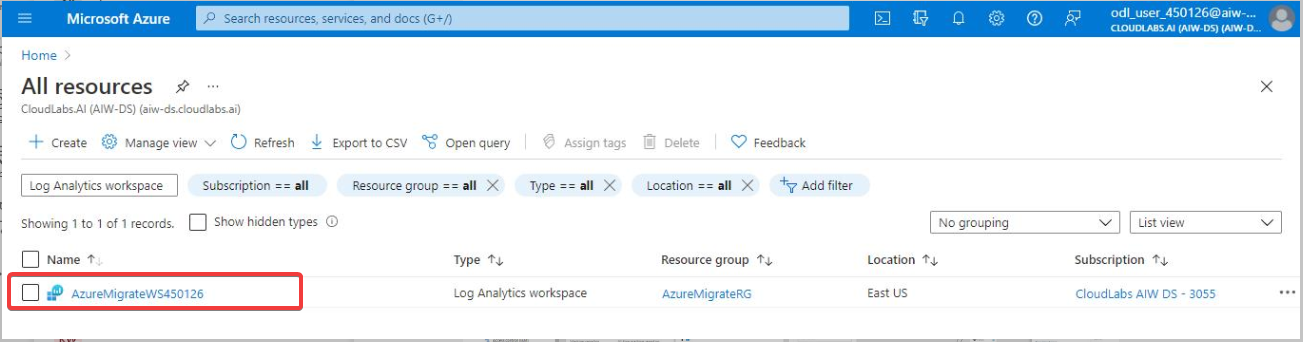 Microsoft Azure
Search resources, services, and docs (G+/)
odl_user_450126@aiw-...
CLOUDLABS.AI (AIW-DS) (AIW-D...
Home
All resources
...
CloudLabs.AI (AIW-DS) (aiw-ds.cloudlabs.ai)
Create Manage view Refresh Export to CSV Open query Assign tags Delete Feedback
Log Analytics workspace Subscription == all Resource group == all Type == all Location == all Add filter
Showing 1 to 1 of 1 records. Show hidden types
No grouping List view
Name Type Resource group Location Subscription
AzureMigrateWS450126 Log Analytics workspace AzureMigrateRG East US CloudLabs AIW DS - 3055 ...